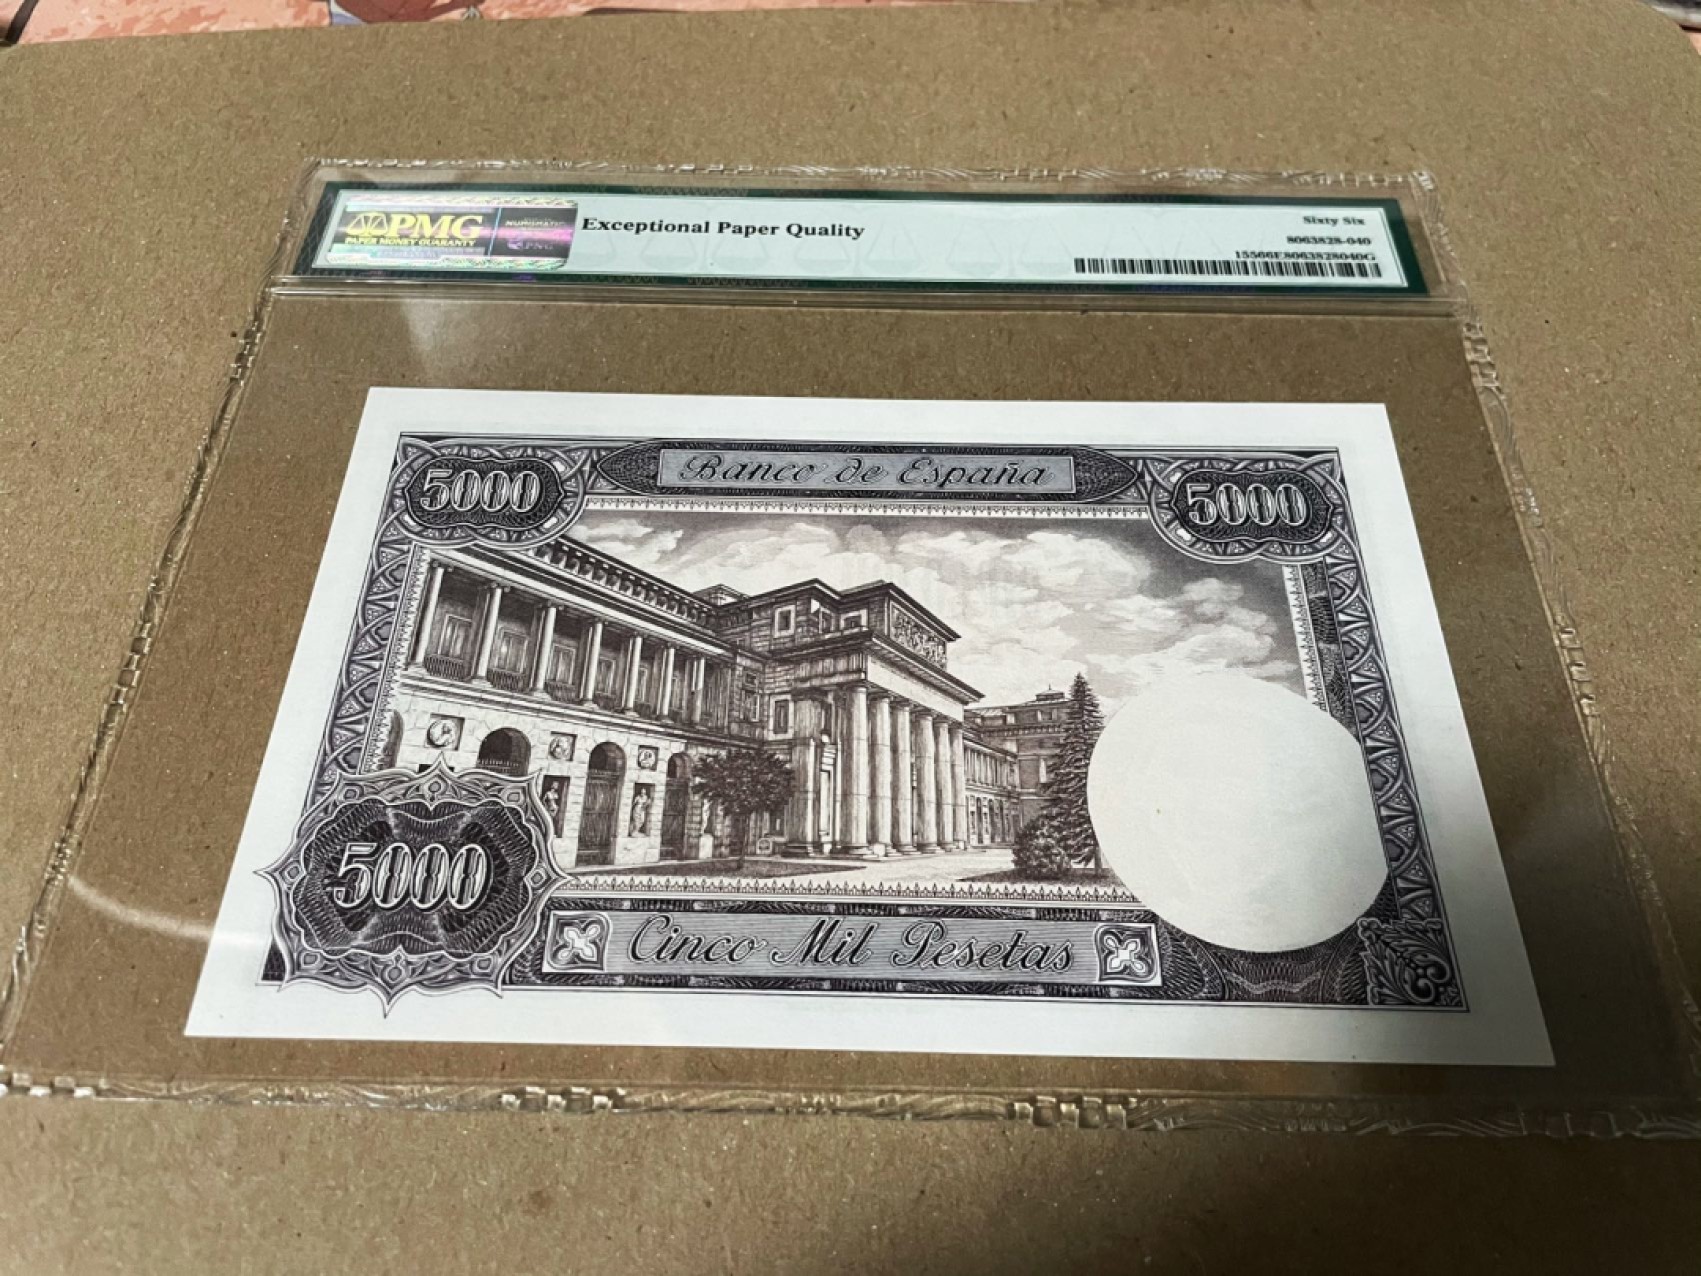 PMG
PAPER MONEY GUARANTY
PNG
Exceptional Paper Quality
Sixty Six
8063828-040
15566E8063828040G
Banco de España
5000
5000
5000
Cinco Mil Pesetas